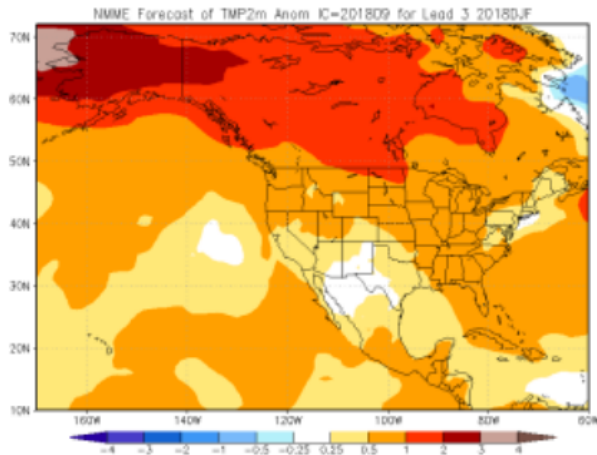 NMME Forecast of TMP2m Anom IC=201809 for Lead 3 2018DJF
70N
60N
50N
40N
30N
20N
10N
160W 140W 120W 100W 80W 60W
-4 -3 -2 -1 -0.5 -0.25 0.25 0.5 1 2 3 4